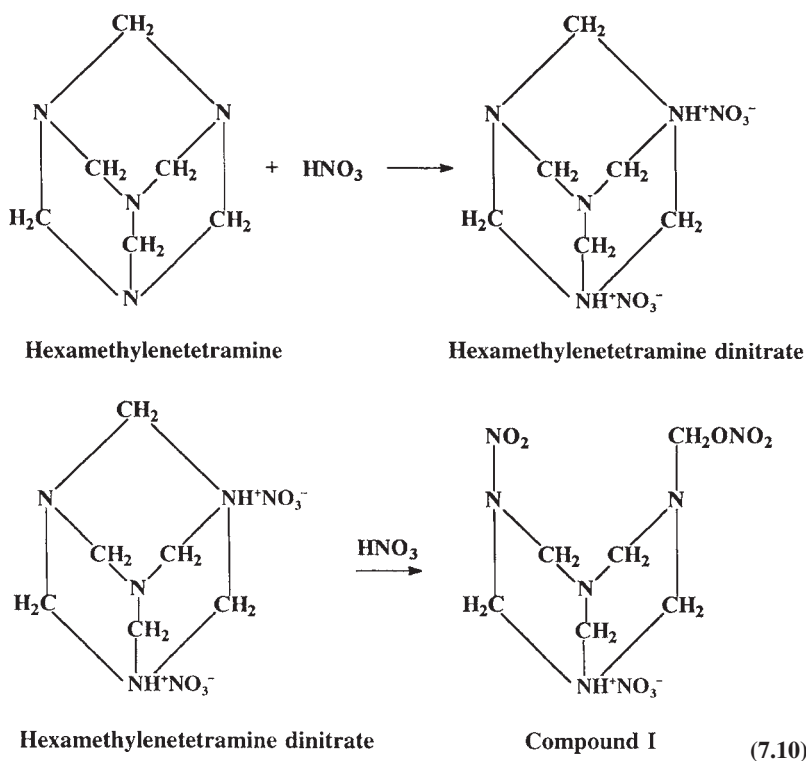 CH₂ CH₂
N N N NH⁺NO₃⁻
CH₂ CH₂ + HNO₃ CH₂ CH₂
N N
H₂C CH₂ H₂C CH₂
CH₂ CH₂
N NH⁺NO₃⁻
Hexamethylenetetramine Hexamethylenetetramine dinitrate
CH₂ NO₂ CH₂ONO₂
N NH⁺NO₃⁻ N N
CH₂ CH₂ HNO₃ CH₂ CH₂
N N
H₂C CH₂ H₂C CH₂
CH₂ CH₂
NH⁺NO₃⁻ NH⁺NO₃⁻
Hexamethylenetetramine dinitrate Compound I (7.10)